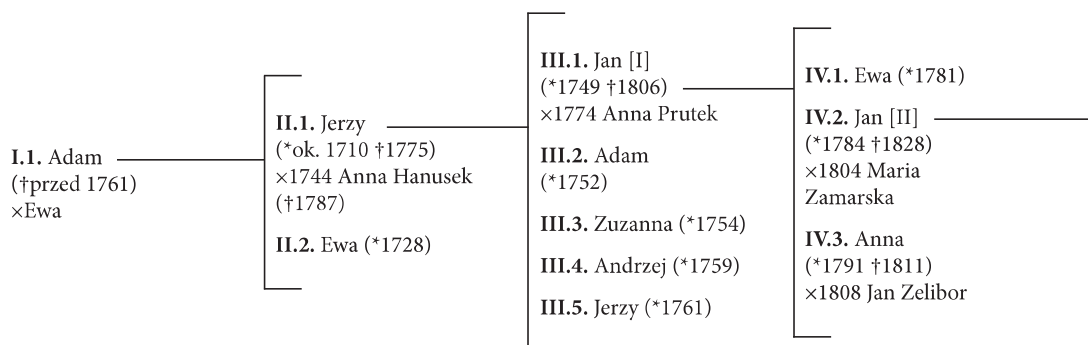 I.1. Adam
(†przed 1761)
×Ewa
II.1. Jerzy
(*ok. 1710 †1775)
×1744 Anna Hanusek
(†1787)
II.2. Ewa (*1728)
III.1. Jan [I]
(*1749 †1806)
×1774 Anna Prutek
III.2. Adam
(*1752)
III.3. Zuzanna (*1754)
III.4. Andrzej (*1759)
III.5. Jerzy (*1761)
IV.1. Ewa (*1781)
IV.2. Jan [II]
(*1784 †1828)
×1804 Maria
Zamarska
IV.3. Anna
(*1791 †1811)
×1808 Jan Zelibor